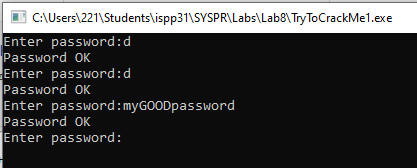 C:\Users\221\Students\ispp31\SYSPR\Labs\Lab8\TryToCrackMe1.exe
Enter password:d
Password OK
Enter password:d
Password OK
Enter password:myGOODpassword
Password OK
Enter password: